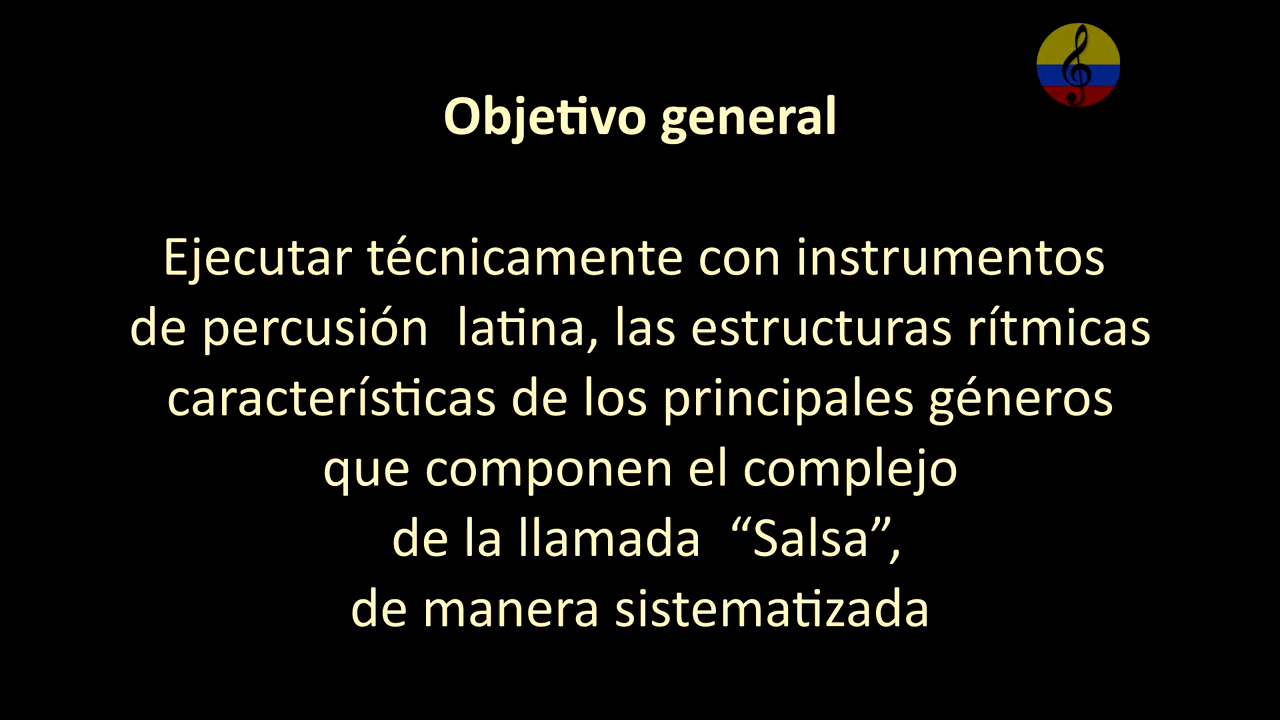 Objetivo general
Ejecutar técnicamente con instrumentos
de percusión latina, las estructuras rítmicas
características de los principales géneros
que componen el complejo
de la llamada “Salsa”,
de manera sistematizada